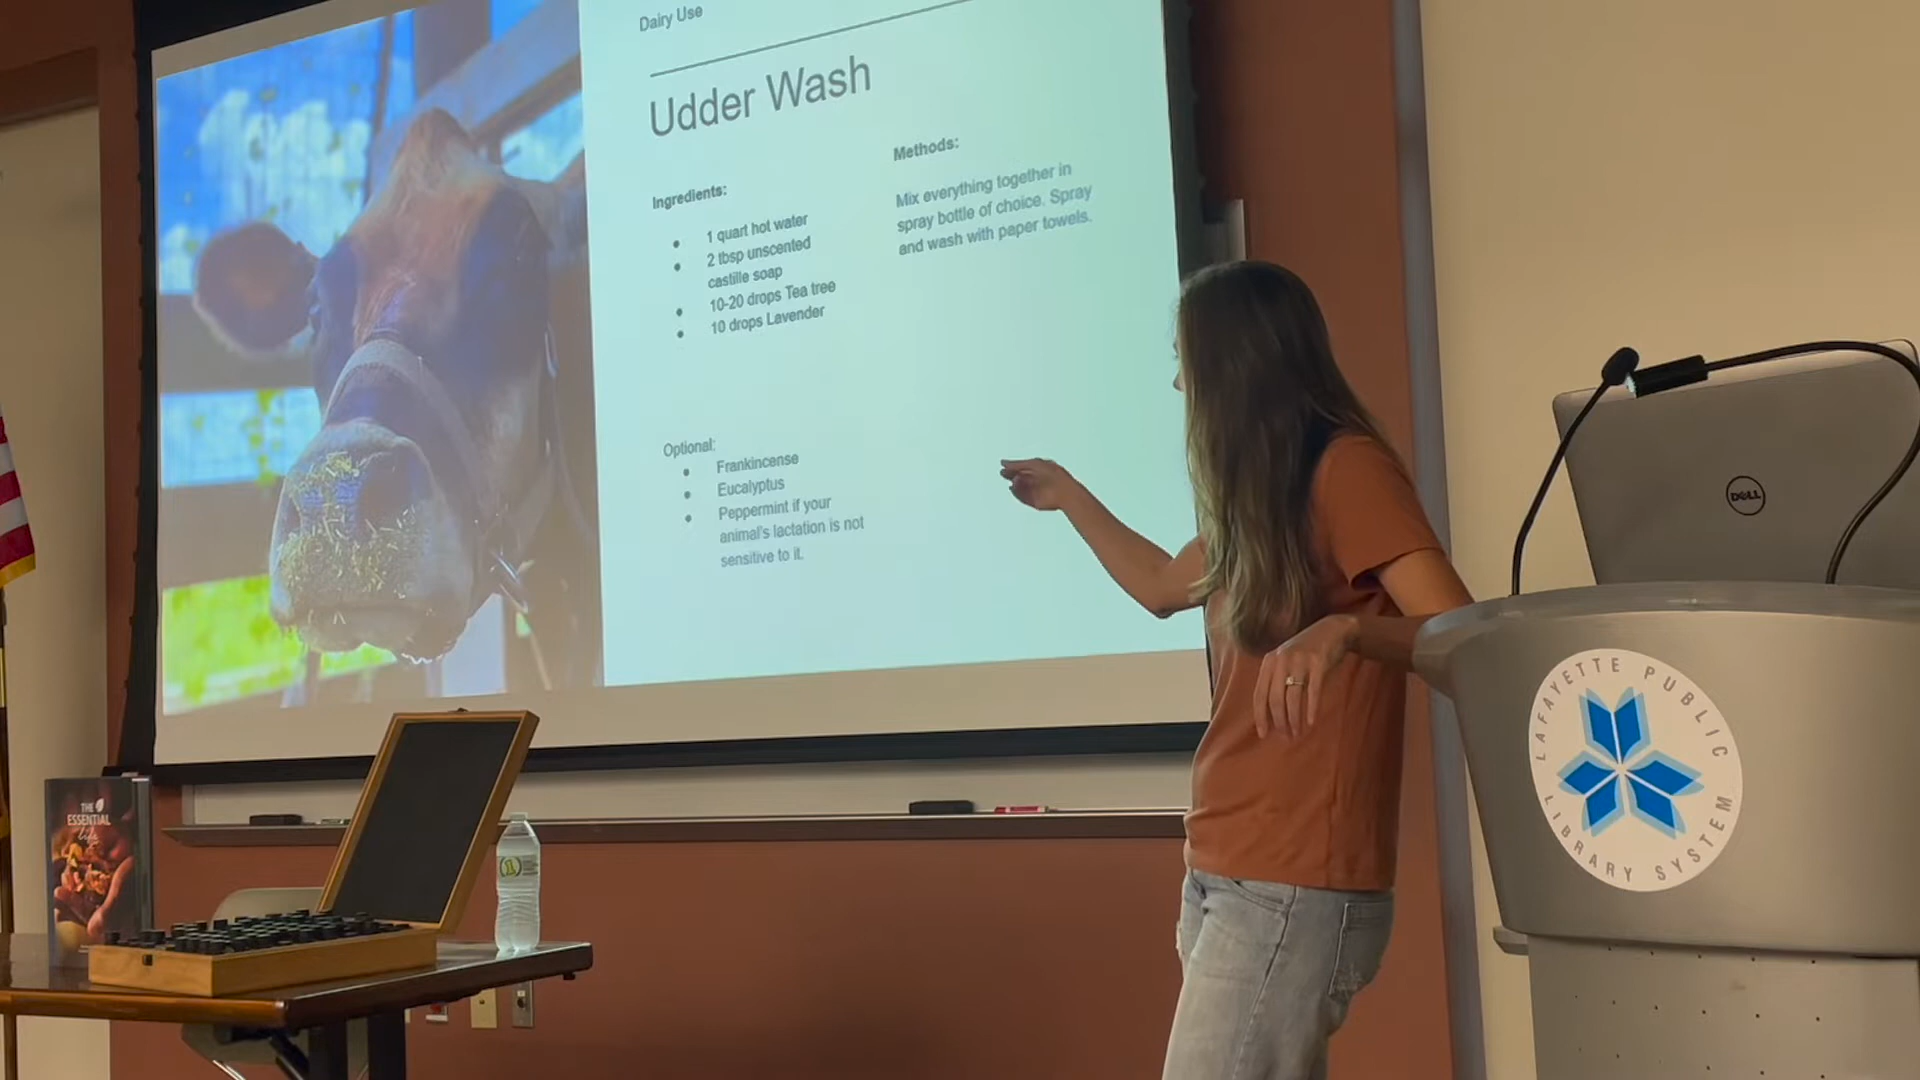 Dairy Use
Udder Wash
Ingredients:
1 quart hot water
2 tbsp unscented
castille soap
10-20 drops Tea tree
10 drops Lavender
Methods:
Mix everything together in
spray bottle of choice. Spray
and wash with paper towels.
Optional:
Frankincense
Eucalyptus
Peppermint if your
animal's lactation is not
sensitive to it.
DELL
LAFAYETTE PUBLIC
LIBRARY SYSTEM
THE
ESSENTIAL
life